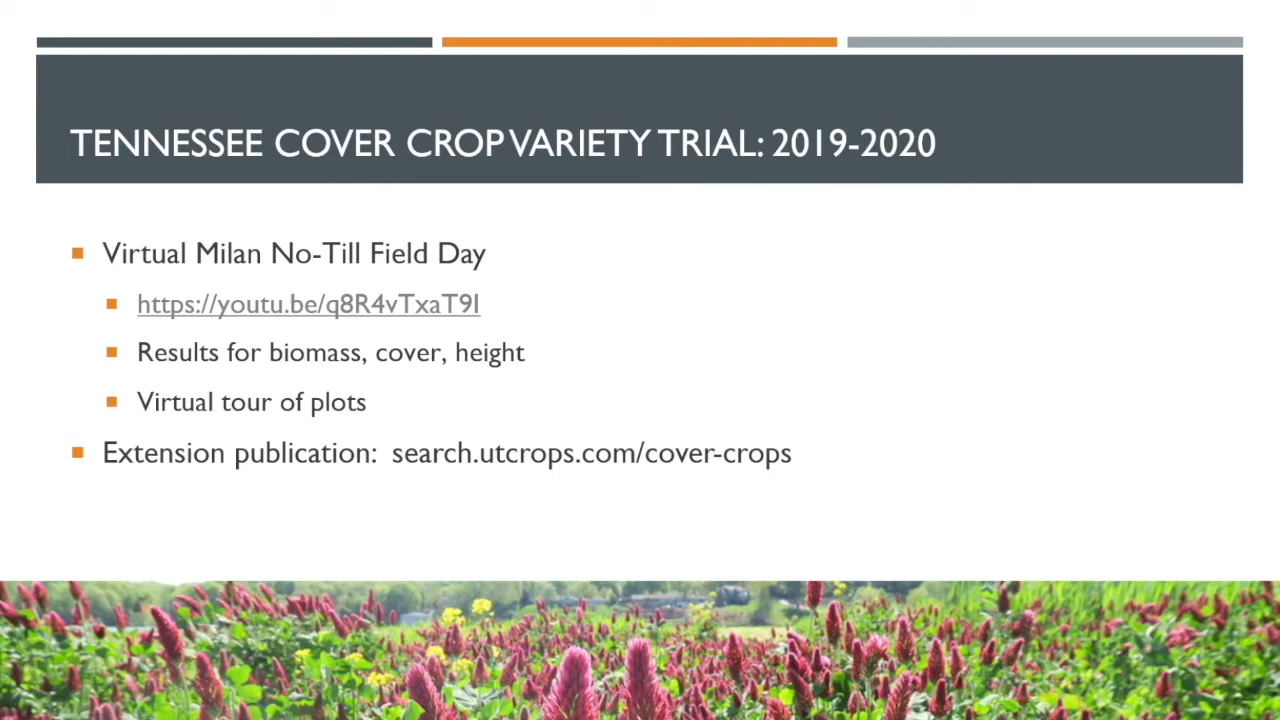 TENNESSEE COVER CROP VARIETY TRIAL: 2019-2020
Virtual Milan No-Till Field Day
https://youtu.be/q8R4vTxaT9I
Results for biomass, cover, height
Virtual tour of plots
Extension publication: search.utcrops.com/cover-crops